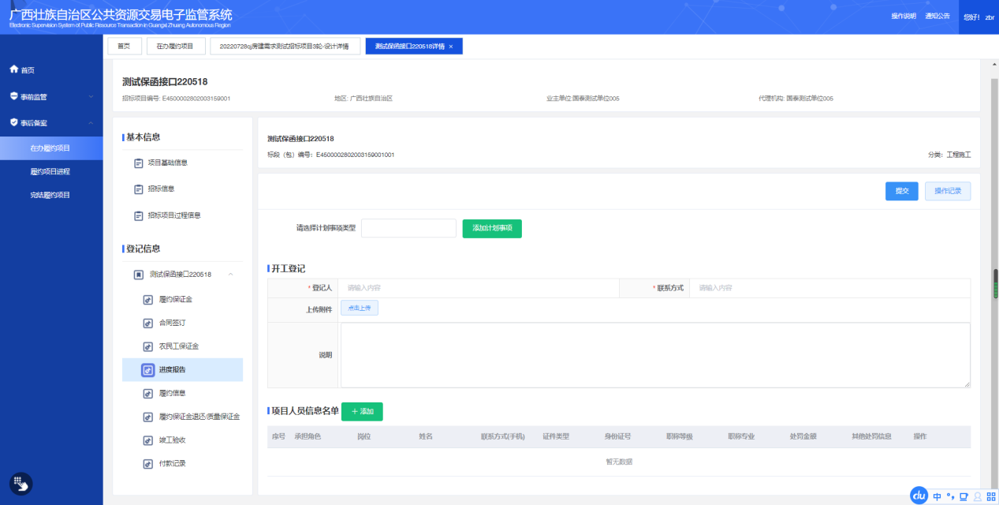 广西壮族自治区公共资源交易电子监管系统
Electronic Supervision System of Public Resource Transaction in Guangxi Zhuang Autonomous Region
操作说明 通知公告 您好! zbr
首页 在办履约项目 20220728qj房建需求测试招标项目3轮-设计详情 测试保函接口220518详情 ×
首页
事前监管
事后备案
在办履约项目
履约项目进程
完结履约项目
测试保函接口220518
招标项目编号: E4500002802003159001 地区: 广西壮族自治区 业主单位:国泰测试单位005 代理机构: 国泰测试单位005
基本信息
项目基础信息
招标信息
招标项目过程信息
登记信息
测试保函接口220518
履约保证金
合同签订
农民工保证金
进度报告
履约信息
履约保证金退还/质量保证金
竣工验收
付款记录
测试保函接口220518
标段（包）编号： E4500002802003159001001 分类： 工程施工
提交 操作记录
请选择计划事项类型 添加计划事项
开工登记
* 登记人 请输入内容 * 联系方式 请输入内容
上传附件 点击上传
说明
项目人员信息名单 + 添加
序号 承担角色 岗位 姓名 联系方式(手机) 证件类型 身份证号 职称等级 职称专业 处罚金额 其他处罚信息 操作
暂无数据
du 中